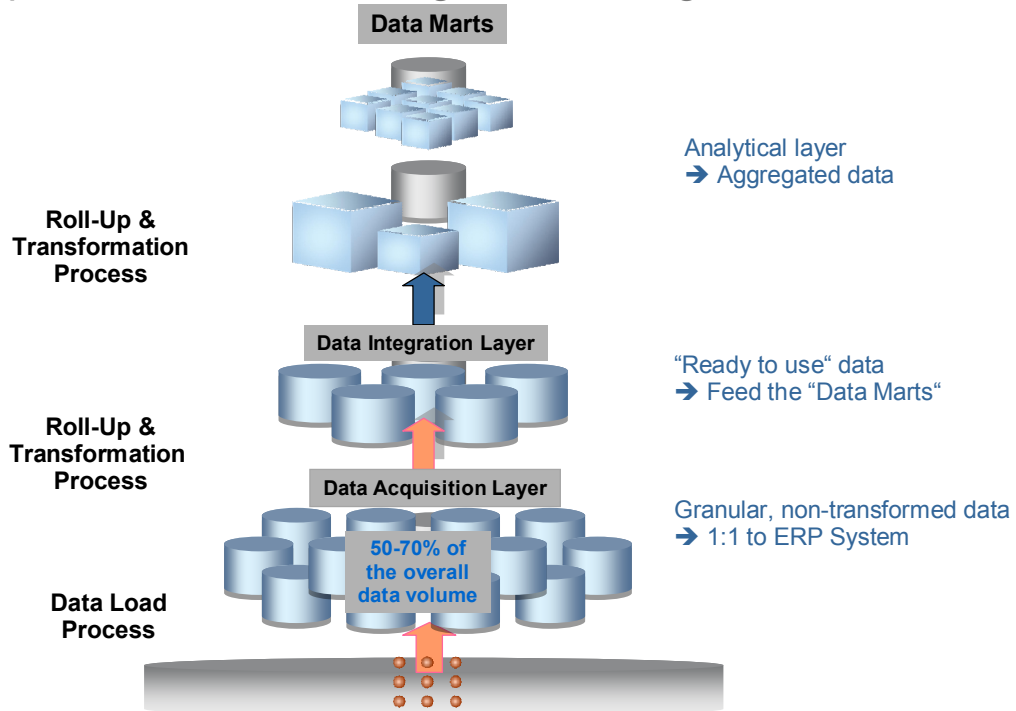 Data Marts
Analytical layer
➔ Aggregated data
Roll-Up &
Transformation
Process
Data Integration Layer
“Ready to use“ data
➔ Feed the “Data Marts“
Roll-Up &
Transformation
Process
Data Acquisition Layer
Granular, non-transformed data
➔ 1:1 to ERP System
50-70% of
the overall
data volume
Data Load
Process